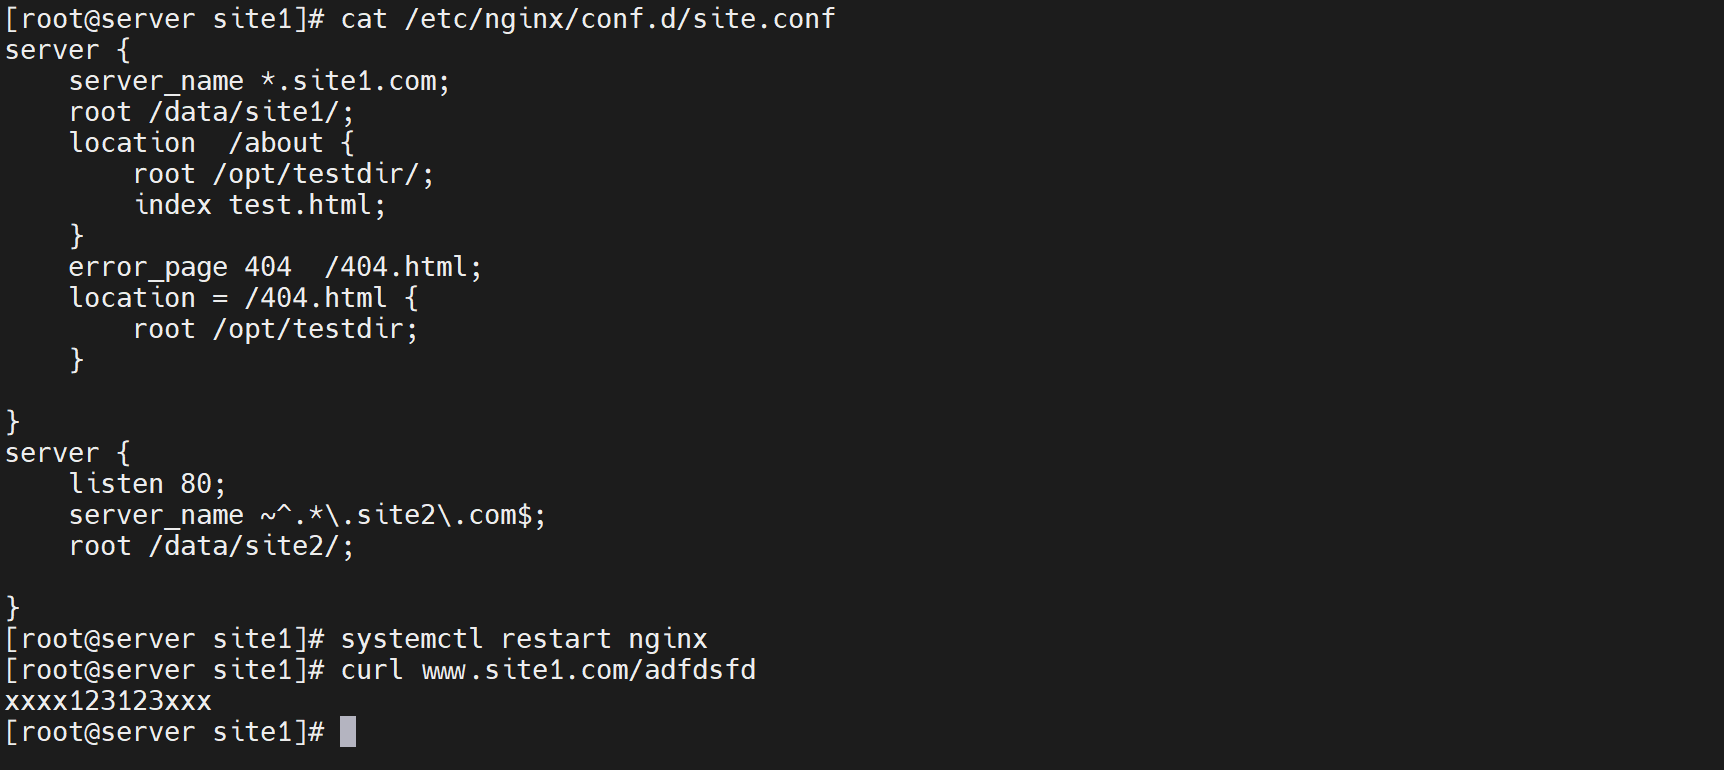 [root@server site1]# cat /etc/nginx/conf.d/site.conf
server {
    server_name *.site1.com;
    root /data/site1/;
    location  /about {
        root /opt/testdir/;
        index test.html;
    }
    error_page 404  /404.html;
    location = /404.html {
        root /opt/testdir;
    }

}
server {
    listen 80;
    server_name ~^.*\.site2\.com$;
    root /data/site2/;

}
[root@server site1]# systemctl restart nginx
[root@server site1]# curl www.site1.com/adfdsfd
xxxx123123xxx
[root@server site1]#